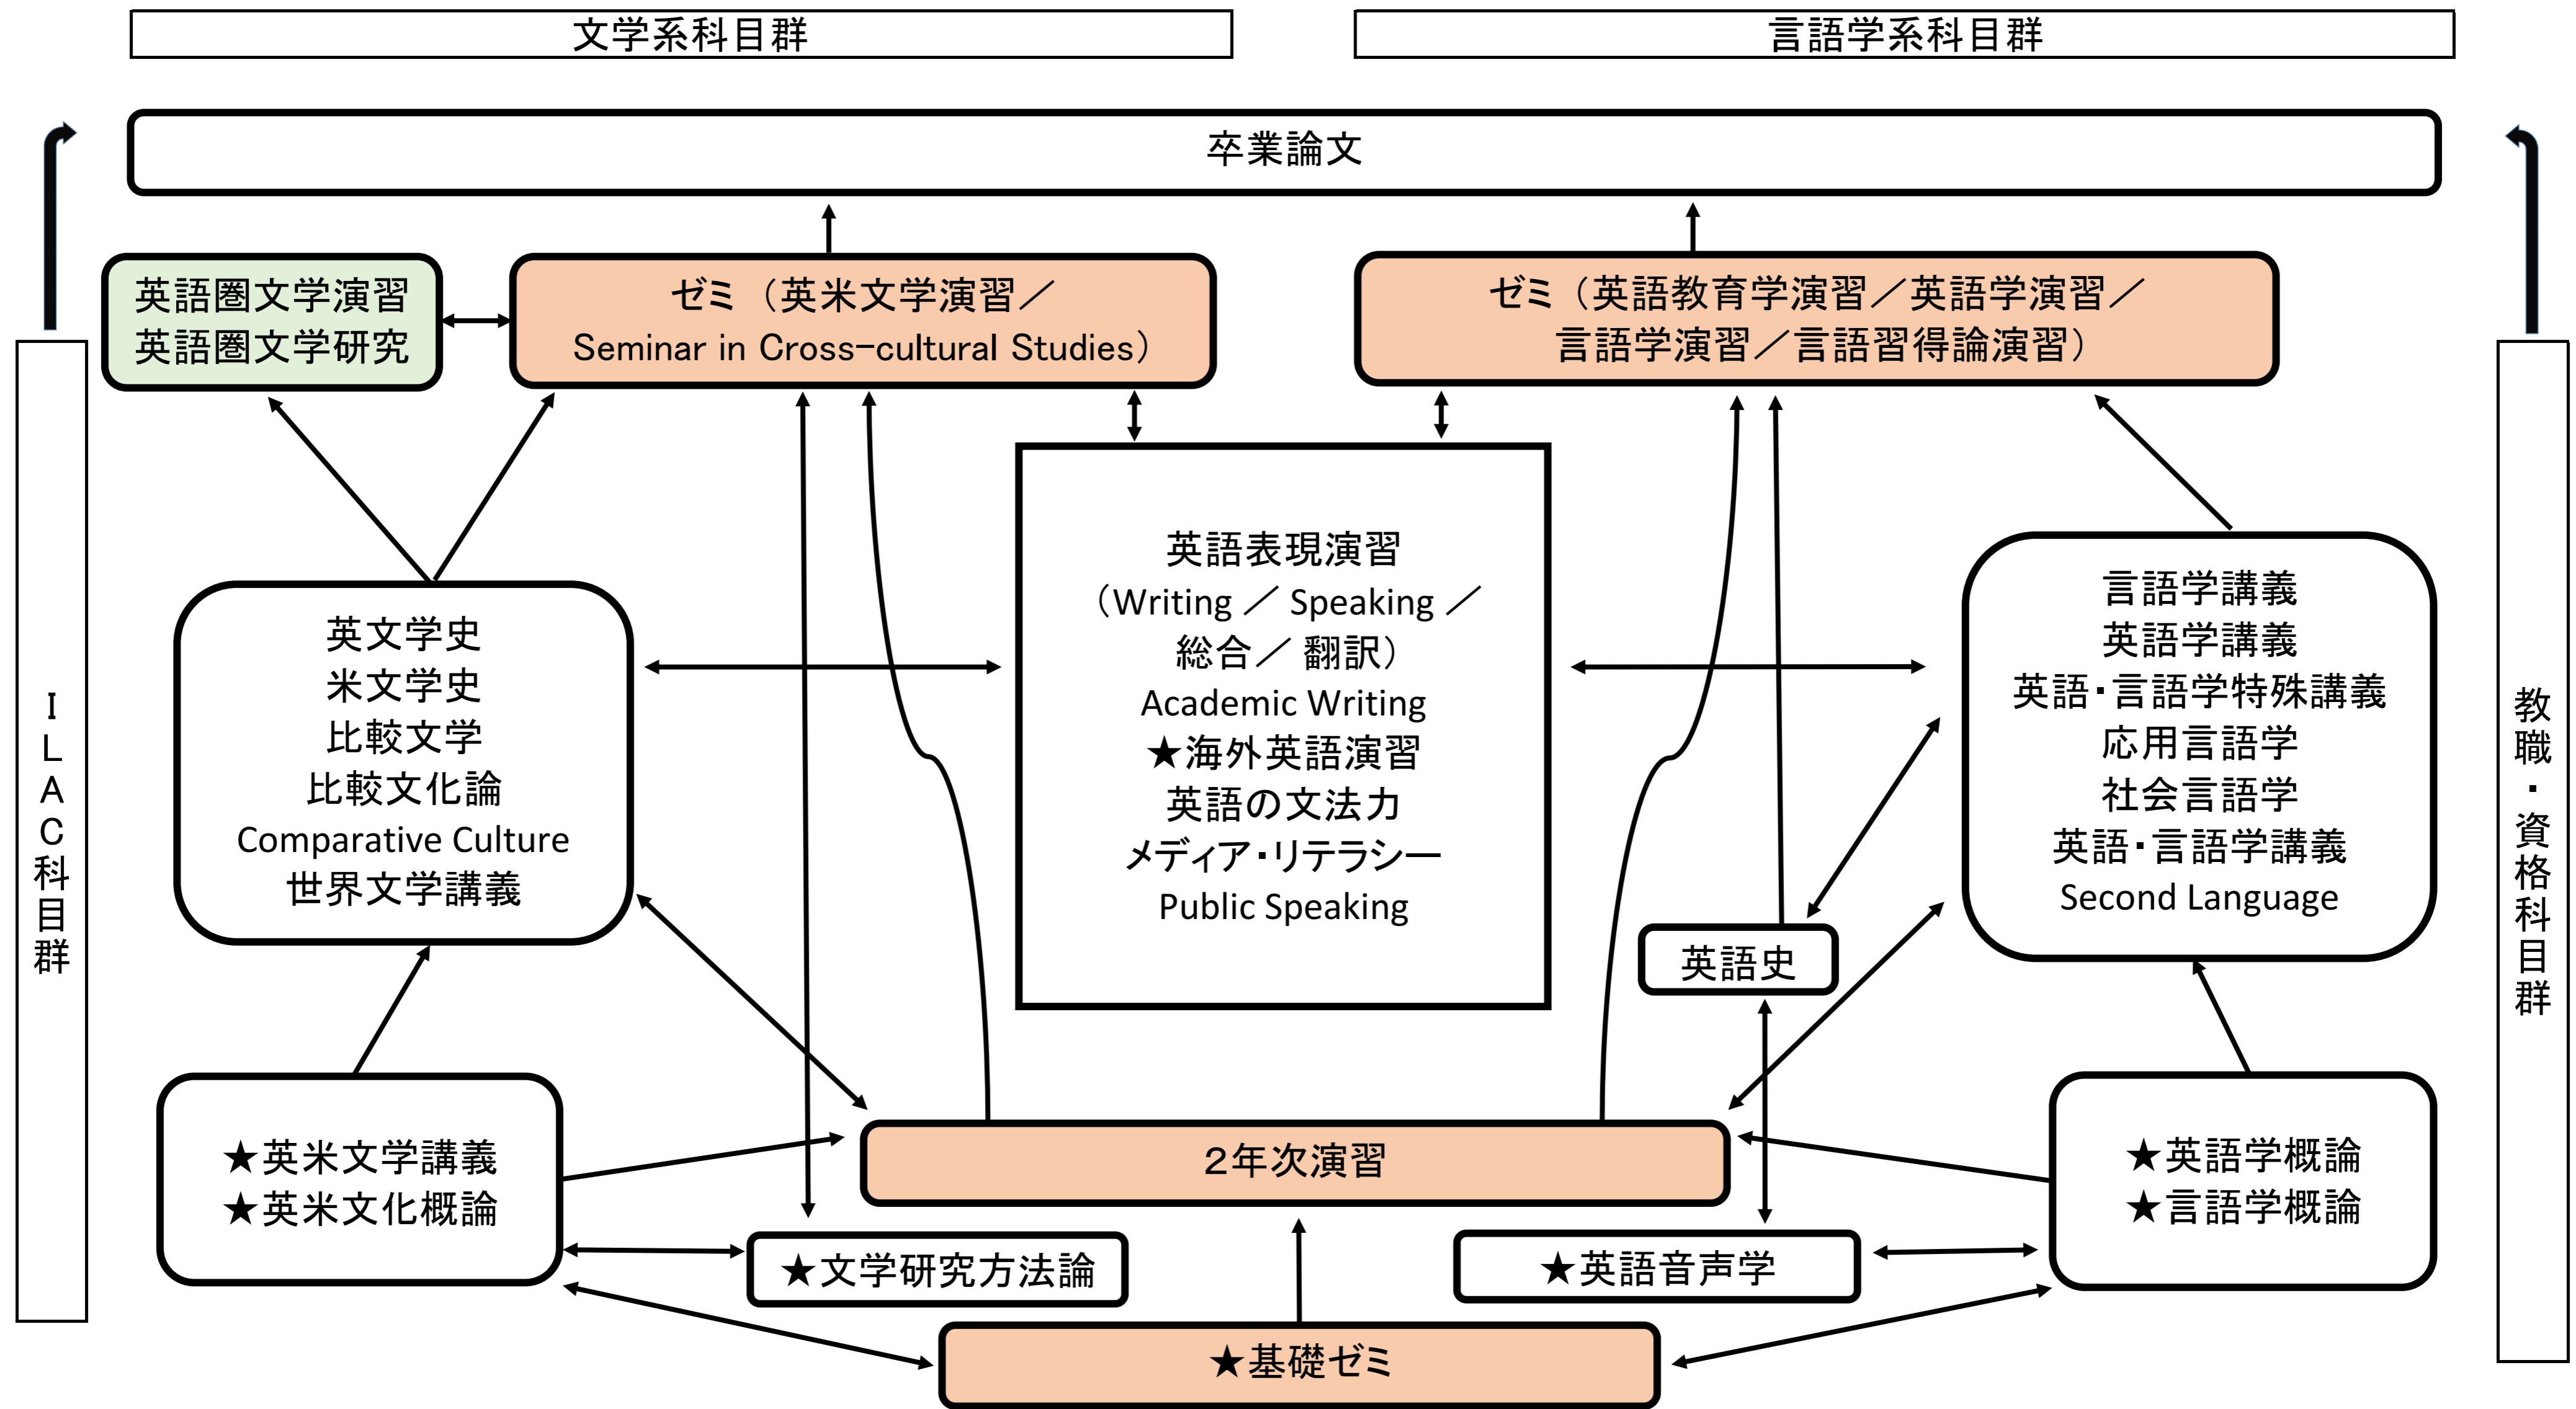 文学系科目群
言語学系科目群
卒業論文
英語圏文学演習
英語圏文学研究
ゼミ（英米文学演習／
Seminar in Cross-cultural Studies）
ゼミ（英語教育学演習／英語学演習／
言語学演習／言語習得論演習）
ILAC科目群
英文学史
米文学史
比較文学
比較文化論
Comparative Culture
世界文学講義
英語表現演習
（Writing ／ Speaking ／
総合／ 翻訳）
Academic Writing
★海外英語演習
英語の文法力
メディア・リテラシー
Public Speaking
言語学講義
英語学講義
英語・言語学特殊講義
応用言語学
社会言語学
英語・言語学講義
Second Language
教職・資格科目群
英語史
★英米文学講義
★英米文化概論
２年次演習
★英語学概論
★言語学概論
★文学研究方法論
★英語音声学
★基礎ゼミ